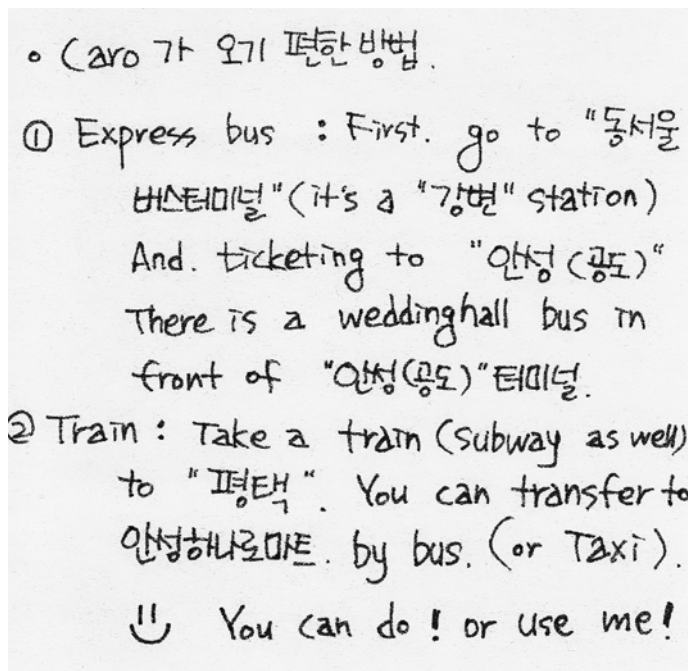 • Caro가 오기 편한 방법.
① Express bus : First. go to "동서울
버스터미널" (it's a "강변" station)
And. ticketing to "안성(공도)"
There is a weddinghall bus in
front of "안성(공도)" 터미널.
② Train : Take a train (subway as well)
to "평택". You can transfer to
안성하나로마트. by bus. (or Taxi).
You can do! or use me!